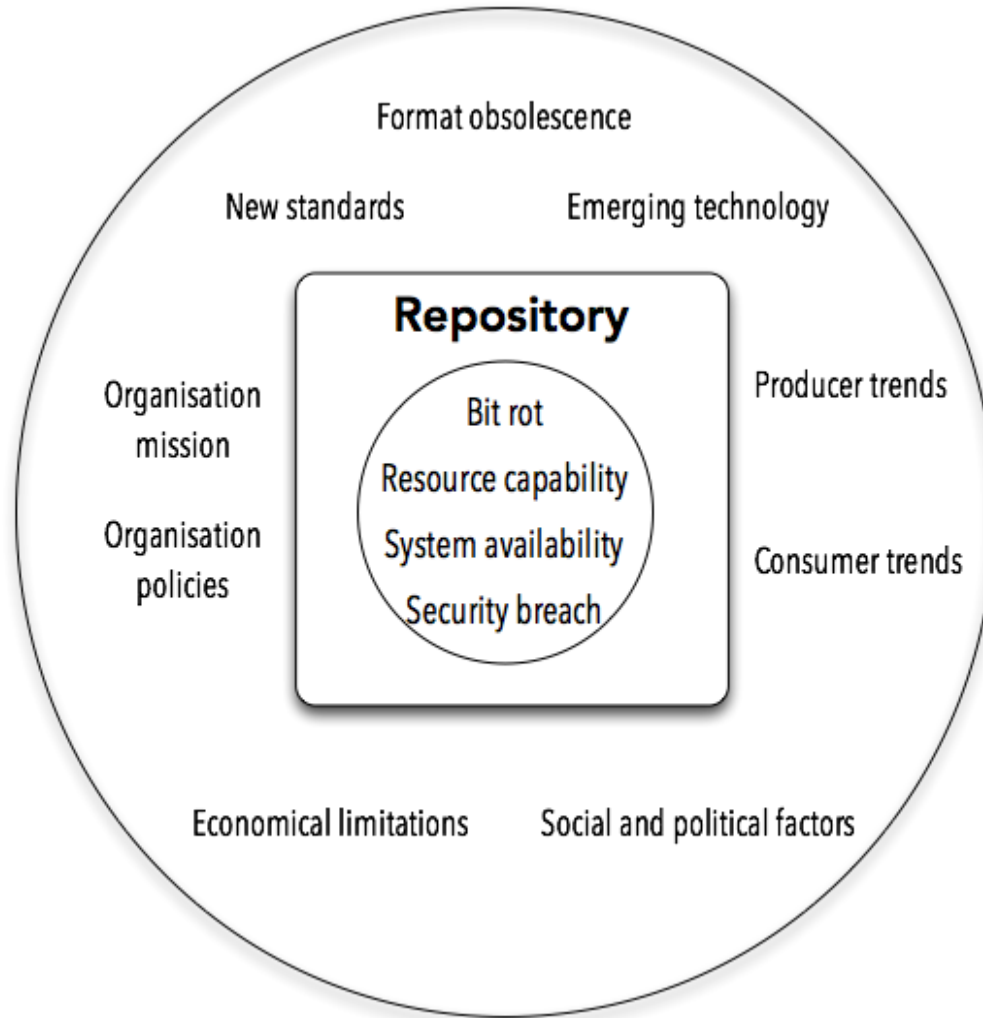 Format obsolescence
New standards
Emerging technology
Repository
Organisation
mission
Organisation
policies
Bit rot
Resource capability
System availability
Security breach
Producer trends
Consumer trends
Economical limitations
Social and political factors